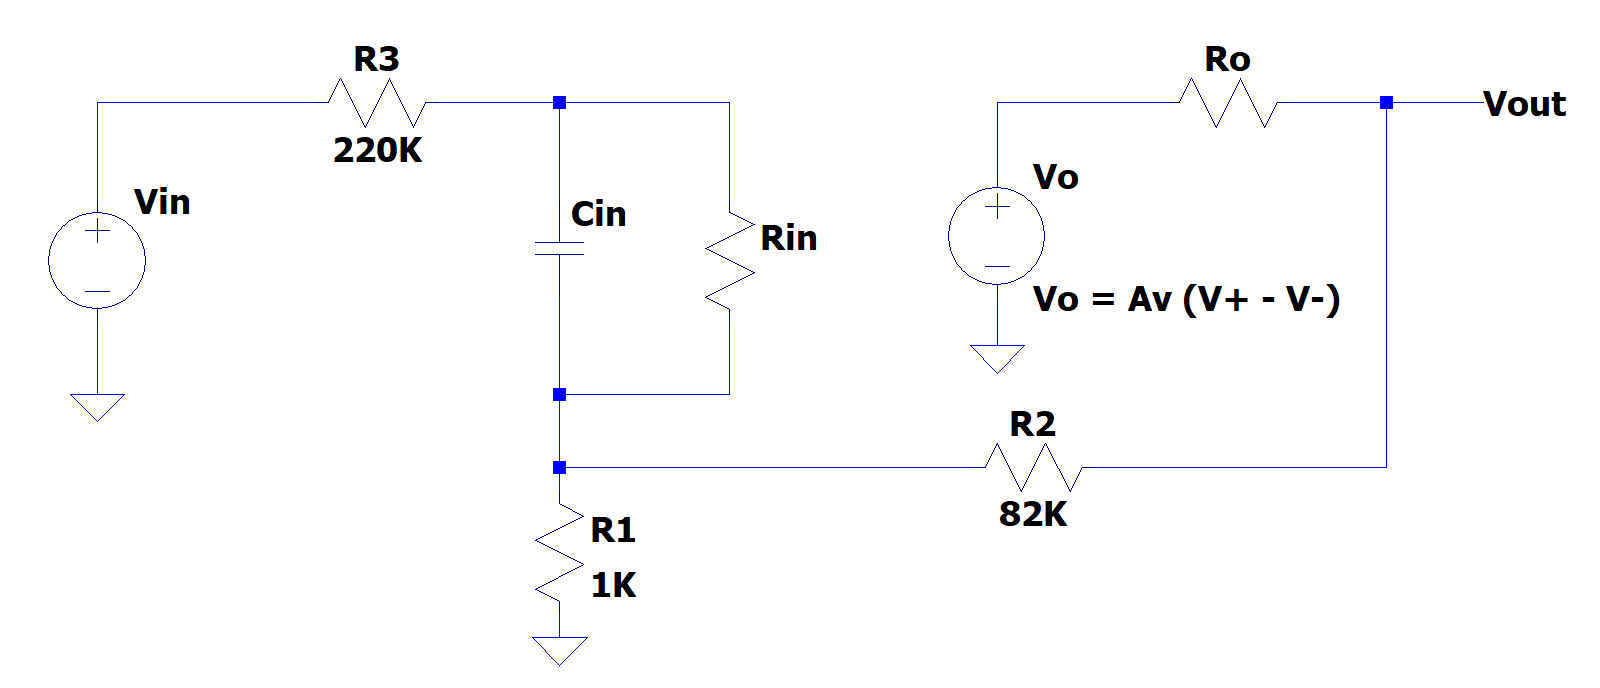 R3
220K
Vin
Cin
Rin
Ro
Vout
Vo
Vo = Av (V+ - V-)
R2
82K
R1
1K